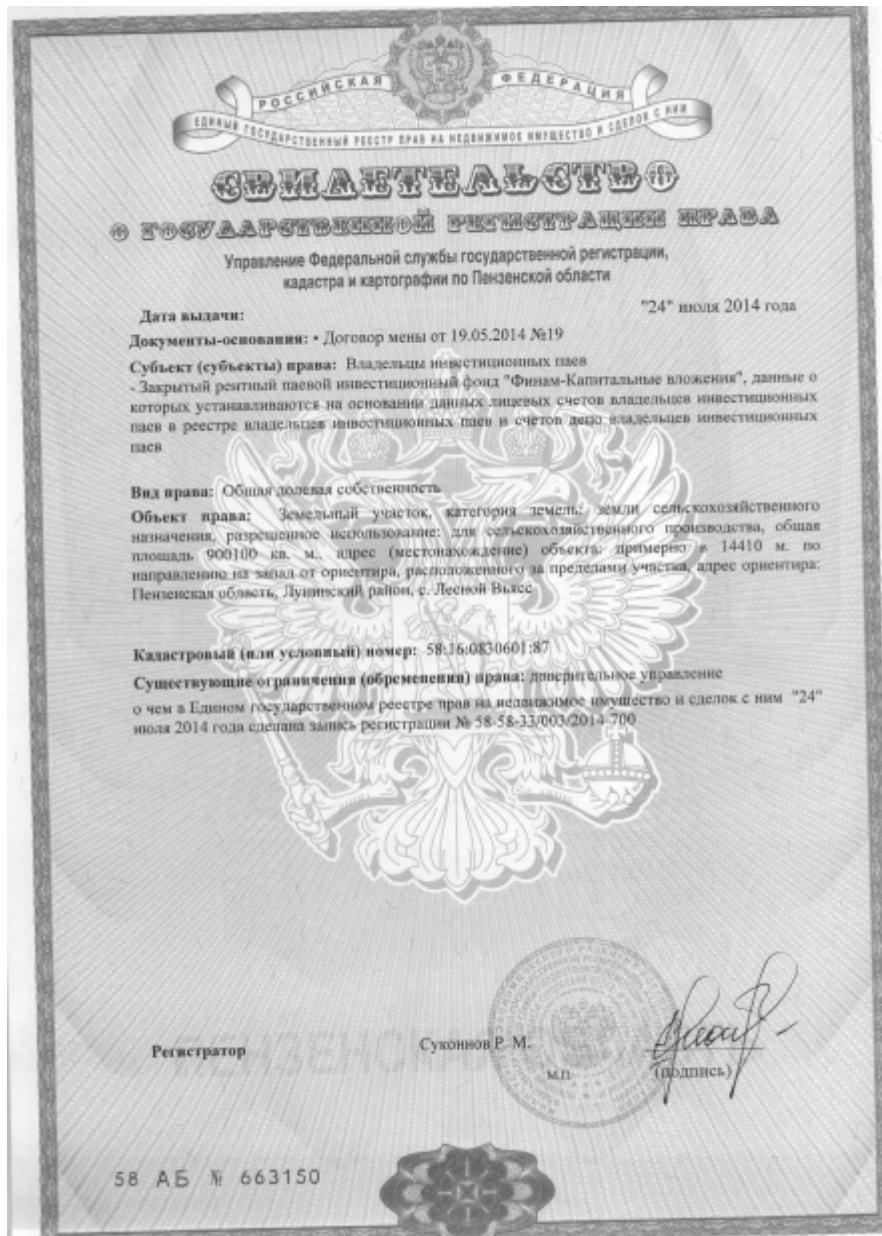 РОССИЙСКАЯ ФЕДЕРАЦИЯ
ЕДИНЫЙ ГОСУДАРСТВЕННЫЙ РЕЕСТР ПРАВ НА НЕДВИЖИМОЕ ИМУЩЕСТВО И СДЕЛОК С НИМ
СВИДЕТЕЛЬСТВО
О ГОСУДАРСТВЕННОЙ РЕГИСТРАЦИИ ПРАВА
Управление Федеральной службы государственной регистрации,
кадастра и картографии по Пензенской области
Дата выдачи: "24" июля 2014 года
Документы-основания: • Договор мены от 19.05.2014 №19
Субъект (субъекты) права: Владельцы инвестиционных паев
- Закрытый рентный паевой инвестиционный фонд "Финам-Капитальные вложения", данные о
которых устанавливаются на основании данных лицевых счетов владельцев инвестиционных
паев в реестре владельцев инвестиционных паев и счетов депо владельцев инвестиционных
паев
Вид права: Общая долевая собственность
Объект права: Земельный участок, категория земель: земли сельскохозяйственного
назначения, разрешенное использование: для сельскохозяйственного производства, общая
площадь 900100 кв. м., адрес (местонахождение) объекта: примерно в 14410 м. по
направлению на запад от ориентира, расположенного за пределами участка, адрес ориентира:
Пензенская область, Лунинский район, с. Лесной Вьясс
Кадастровый (или условный) номер: 58:16:0830601:87
Существующие ограничения (обременения) права: доверительное управление
о чем в Едином государственном реестре прав на недвижимое имущество и сделок с ним "24"
июля 2014 года сделана запись регистрации № 58-58-33/003/2014-700
Регистратор Суконнов Р. М.
м.п. (подпись)
58 АБ № 663150